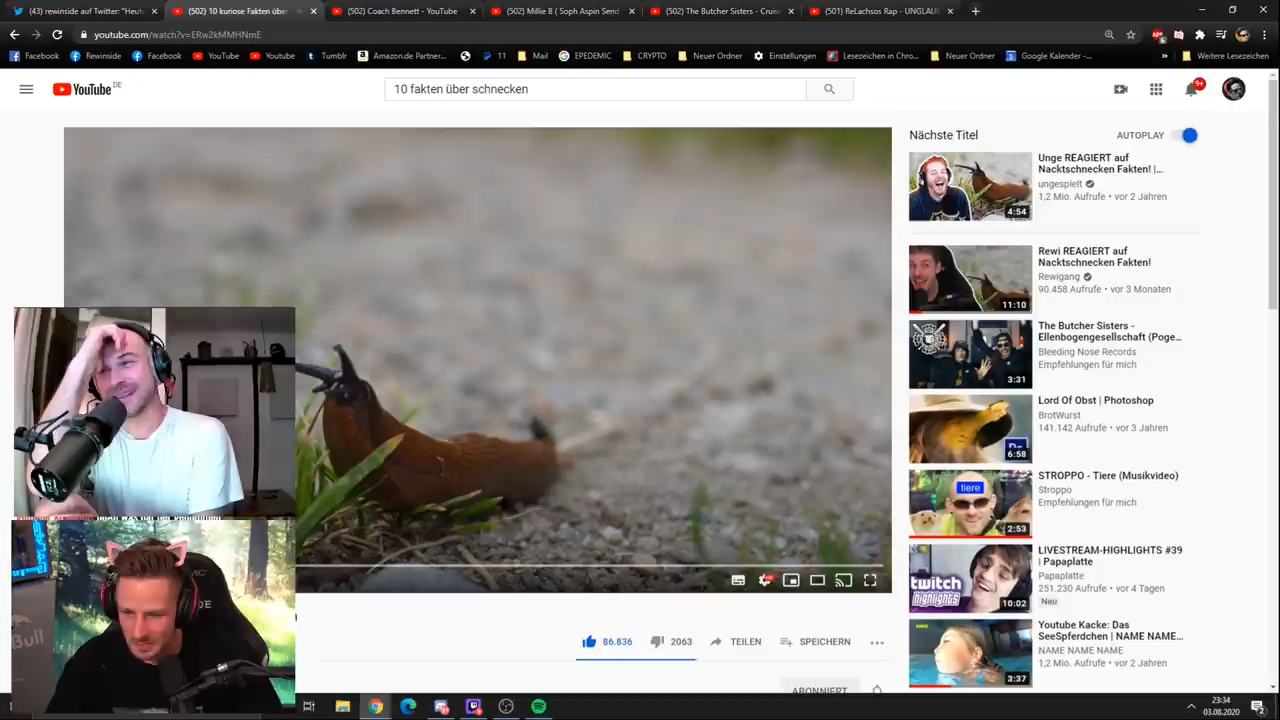 (43) rewinside auf Twitter: "Heut
(502) 10 kuriose Fakten über
(502) Coach Bennett - YouTube
(502) Millie B ( Soph Aspin Send
(502) The Butcher Sisters - Cruis
(501) ReLachsos Rap - UNGLAU
youtube.com/watch?v=ERw2kMMHNmE
Facebook
Rewinside
Facebook
YouTube
Youtube
Tumblr
Amazon.de Partner...
11
Mail
EPEDEMIC
CRYPTO
Neuer Ordner
Einstellungen
Lesezeichen in Chro...
Neuer Ordner
Google Kalender -...
»
Weitere Lesezeichen
YouTube DE
10 fakten über schnecken
9+
Nächste Titel
AUTOPLAY
Unge REAGIERT auf
Nacktschnecken Fakten! |...
ungespielt
1,2 Mio. Aufrufe • vor 2 Jahren
4:54
Rewi REAGIERT auf
Nacktschnecken Fakten!
Rewigang
90.458 Aufrufe • vor 3 Monaten
11:10
The Butcher Sisters -
Ellenbogengesellschaft (Poge...
Bleeding Nose Records
Empfehlungen für mich
3:31
Lord Of Obst | Photoshop
BrotWurst
141.142 Aufrufe • vor 3 Jahren
6:58
STROPPO - Tiere (Musikvideo)
Stroppo
Empfehlungen für mich
tiere
2:53
LIVESTREAM-HIGHLIGHTS #39
| Papaplatte
Papaplatte
251.230 Aufrufe • vor 4 Tagen
Neu
twitch
highlights
10:02
Youtube Kacke: Das
SeeSpferdchen | NAME NAME...
NAME NAME NAME
1,2 Mio. Aufrufe • vor 2 Jahren
3:37
86.836
2063
TEILEN
SPEICHERN
ABONNIERT
23:34
03.08.2020
2